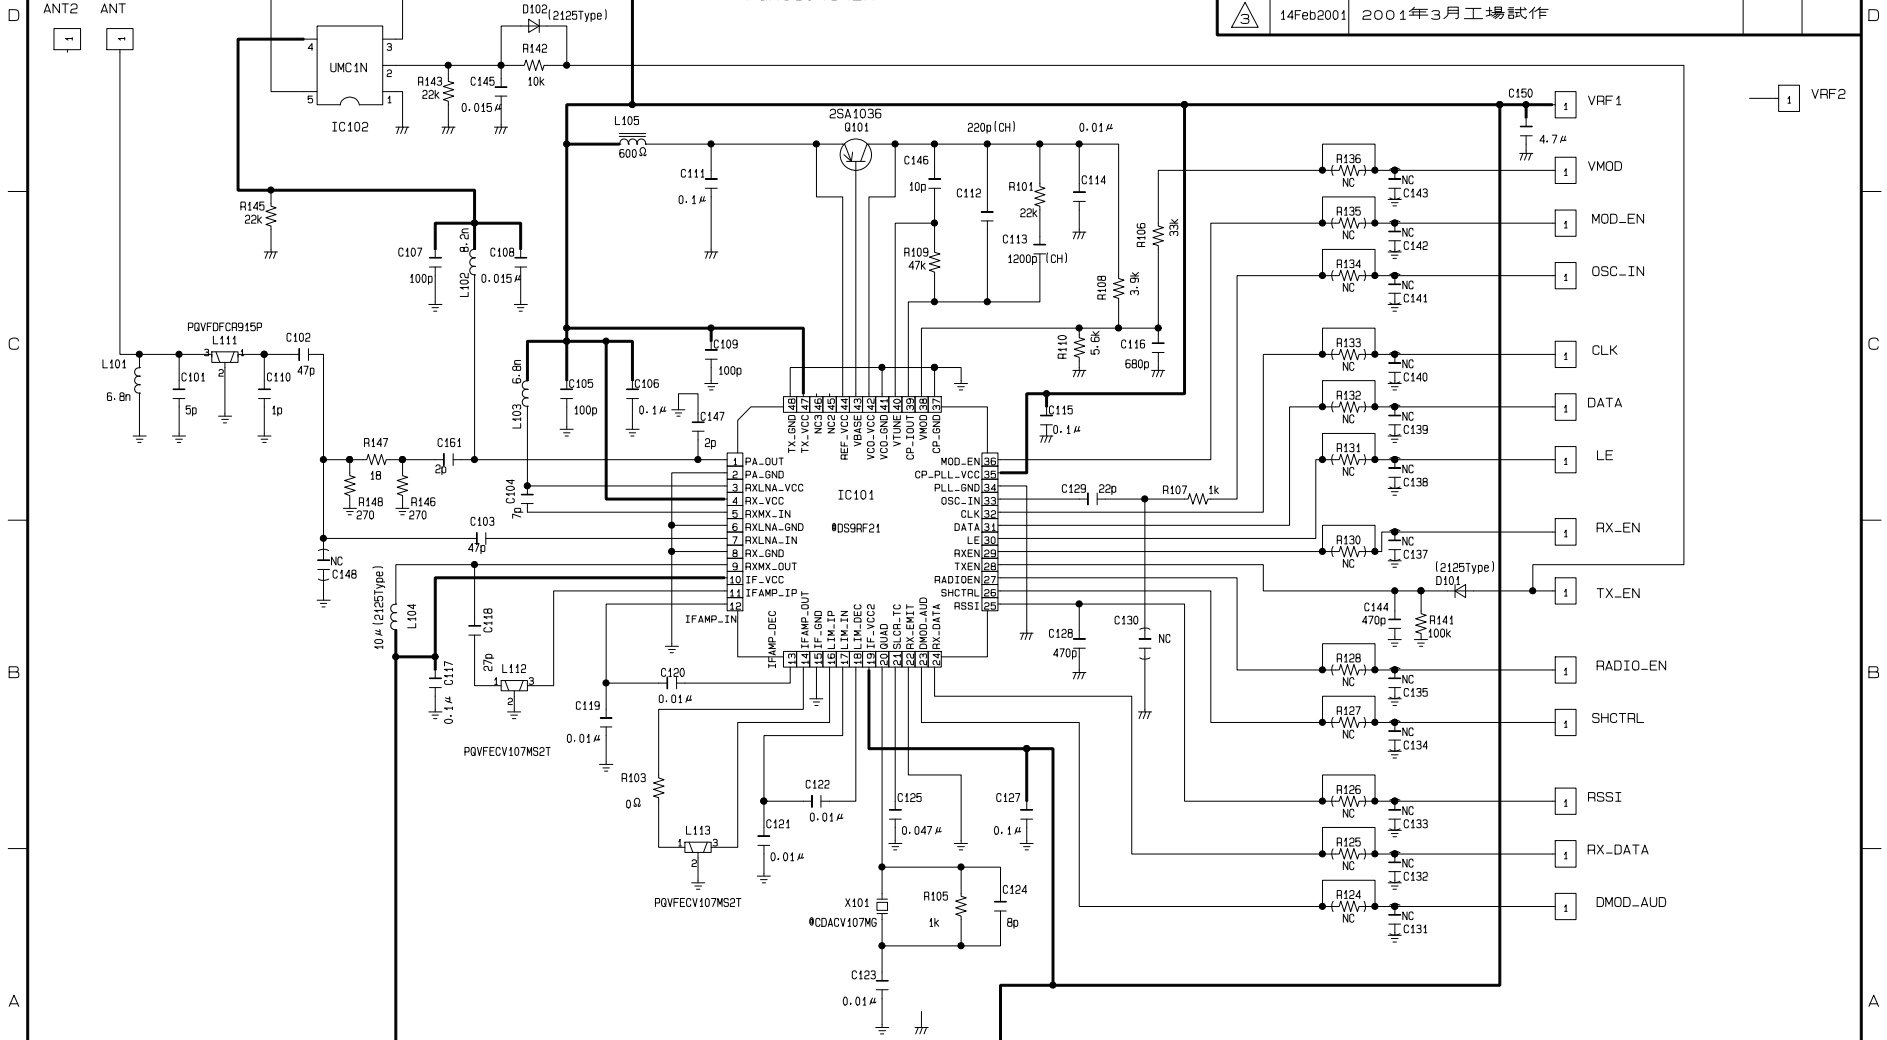 D
ANT2
ANT
1
1
D102
(2125Type)
3
14Feb2001
2001年3月工場試作
D
4
3
UMC1N
2
5
1
IC102
R142
10k
R143
22k
C145
0.015μ
C150
4.7μ
1
VRF1
1
VRF2
L105
600Ω
2SA1036
Q101
220p(CH)
0.01μ
C111
0.1μ
C146
10p
C112
R101
22k
C114
C113
1200p(CH)
R109
47k
R106
33k
R108
3.9k
R110
5.6k
C116
680p
R136
NC
NC
C143
1
VMOD
R135
NC
NC
C142
1
MOD_EN
R134
NC
NC
C141
1
OSC_IN
R133
NC
NC
C140
1
CLK
R132
NC
NC
C139
1
DATA
R131
NC
NC
C138
1
LE
R130
NC
NC
C137
1
RX_EN
R145
22k
C107
100p
L102
8.2n
C108
0.015μ
C
C
PQVFDFCR915P
L111
3
1
2
C102
47p
L101
6.8n
C101
5p
C110
1p
L103
6.8n
C105
100p
C106
0.1μ
C109
100p
C147
2p
C115
0.1μ
R147
18
C161
2p
R148
270
R146
270
C104
7p
C103
47p
NC
C148
48 47 46 45 44 43 42 41 40 39 38 37
TX_GND
TX_VCC
NC3
NC2
REF_VCC
VBASE
VCO_VCC
VCO_GND
VTUNE
CP_IOUT
VMOD
CP_GND
1 PA_OUT
2 PA_GND
3 RXLNA_VCC
4 RX_VCC
5 RXMX_IN
6 RXLNA_GND
7 RXLNA_IN
8 RX_GND
9 RXMX_OUT
10 IF_VCC
11 IFAMP_IP
12
IFAMP_IN
IC101
@DS9RF21
MOD_EN 36
CP_PLL_VCC 35
PLL_GND 34
OSC_IN 33
CLK 32
DATA 31
LE 30
RXEN 29
TXEN 28
RADIOEN 27
SHCTRL 26
RSSI 25
IFAMP_DEC
IFAMP_OUT
IF_GND
LIM_IP
LIM_IN
LIM_DEC
IF_VCC2
QUAD
SLCR_TC
RX_EMIT
DMOD_AUD
RX_DATA
13 14 15 16 17 18 19 20 21 22 23 24
C129
22p
R107
1k
(2125Type)
D101
C144
470p
R141
100k
1
TX_EN
C128
470p
C130
NC
R128
NC
NC
C135
1
RADIO_EN
R127
NC
NC
C134
1
SHCTRL
R126
NC
NC
C133
1
RSSI
R125
NC
NC
C132
1
RX_DATA
R124
NC
NC
C131
1
DMOD_AUD
B
B
10μ(2125Type)
L104
C118
27p
C117
0.1μ
L112
1
3
2
PQVFECV107MS2T
C120
0.01μ
C119
0.01μ
R103
0Ω
L113
1
3
2
PQVFECV107MS2T
C122
0.01μ
C121
0.01μ
C125
0.047μ
C127
0.1μ
X101
@CDACV107MG
R105
1k
C124
8p
C123
0.01μ
A
A